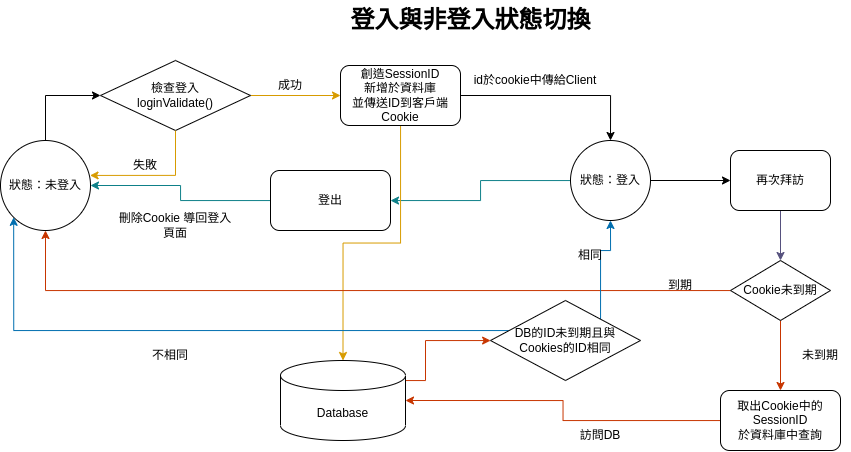 登入與非登入狀態切換
檢查登入
loginValidate()
成功
創造SessionID
新增於資料庫
並傳送ID到客戶端
Cookie
id於cookie中傳給Client
失敗
狀態：未登入
登出
狀態：登入
再次拜訪
刪除Cookie 導回登入
頁面
相同
到期
Cookie未到期
DB的ID未到期且與
Cookies的ID相同
不相同
未到期
Database
取出Cookie中的
SessionID
於資料庫中查詢
訪問DB